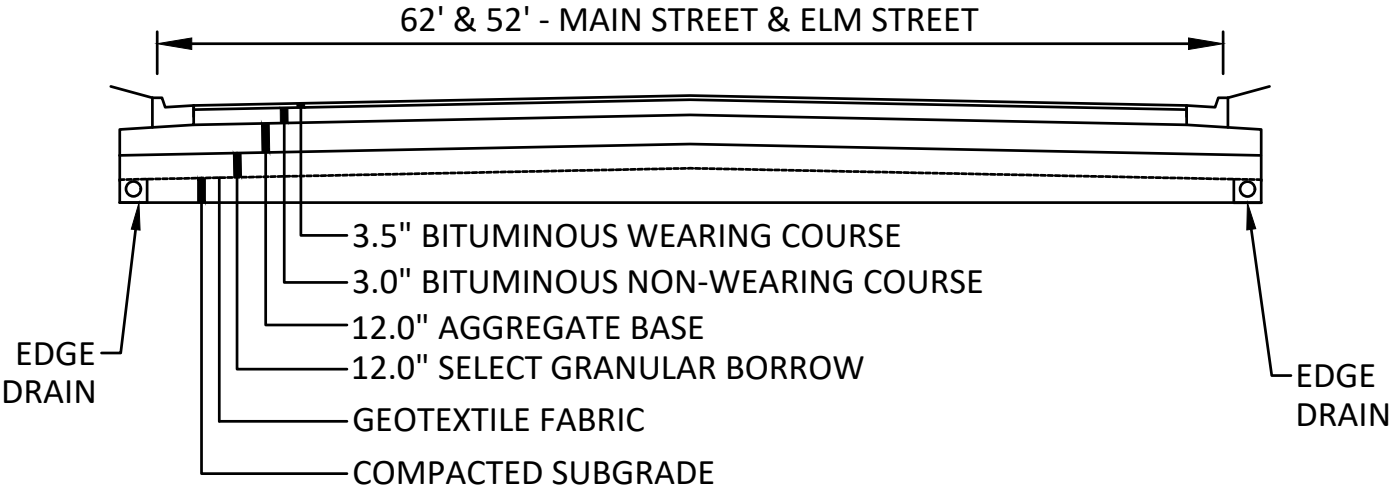 62' & 52' - MAIN STREET & ELM STREET
3.5" BITUMINOUS WEARING COURSE
3.0" BITUMINOUS NON-WEARING COURSE
12.0" AGGREGATE BASE
12.0" SELECT GRANULAR BORROW
GEOTEXTILE FABRIC
COMPACTED SUBGRADE
EDGE
DRAIN
EDGE
DRAIN